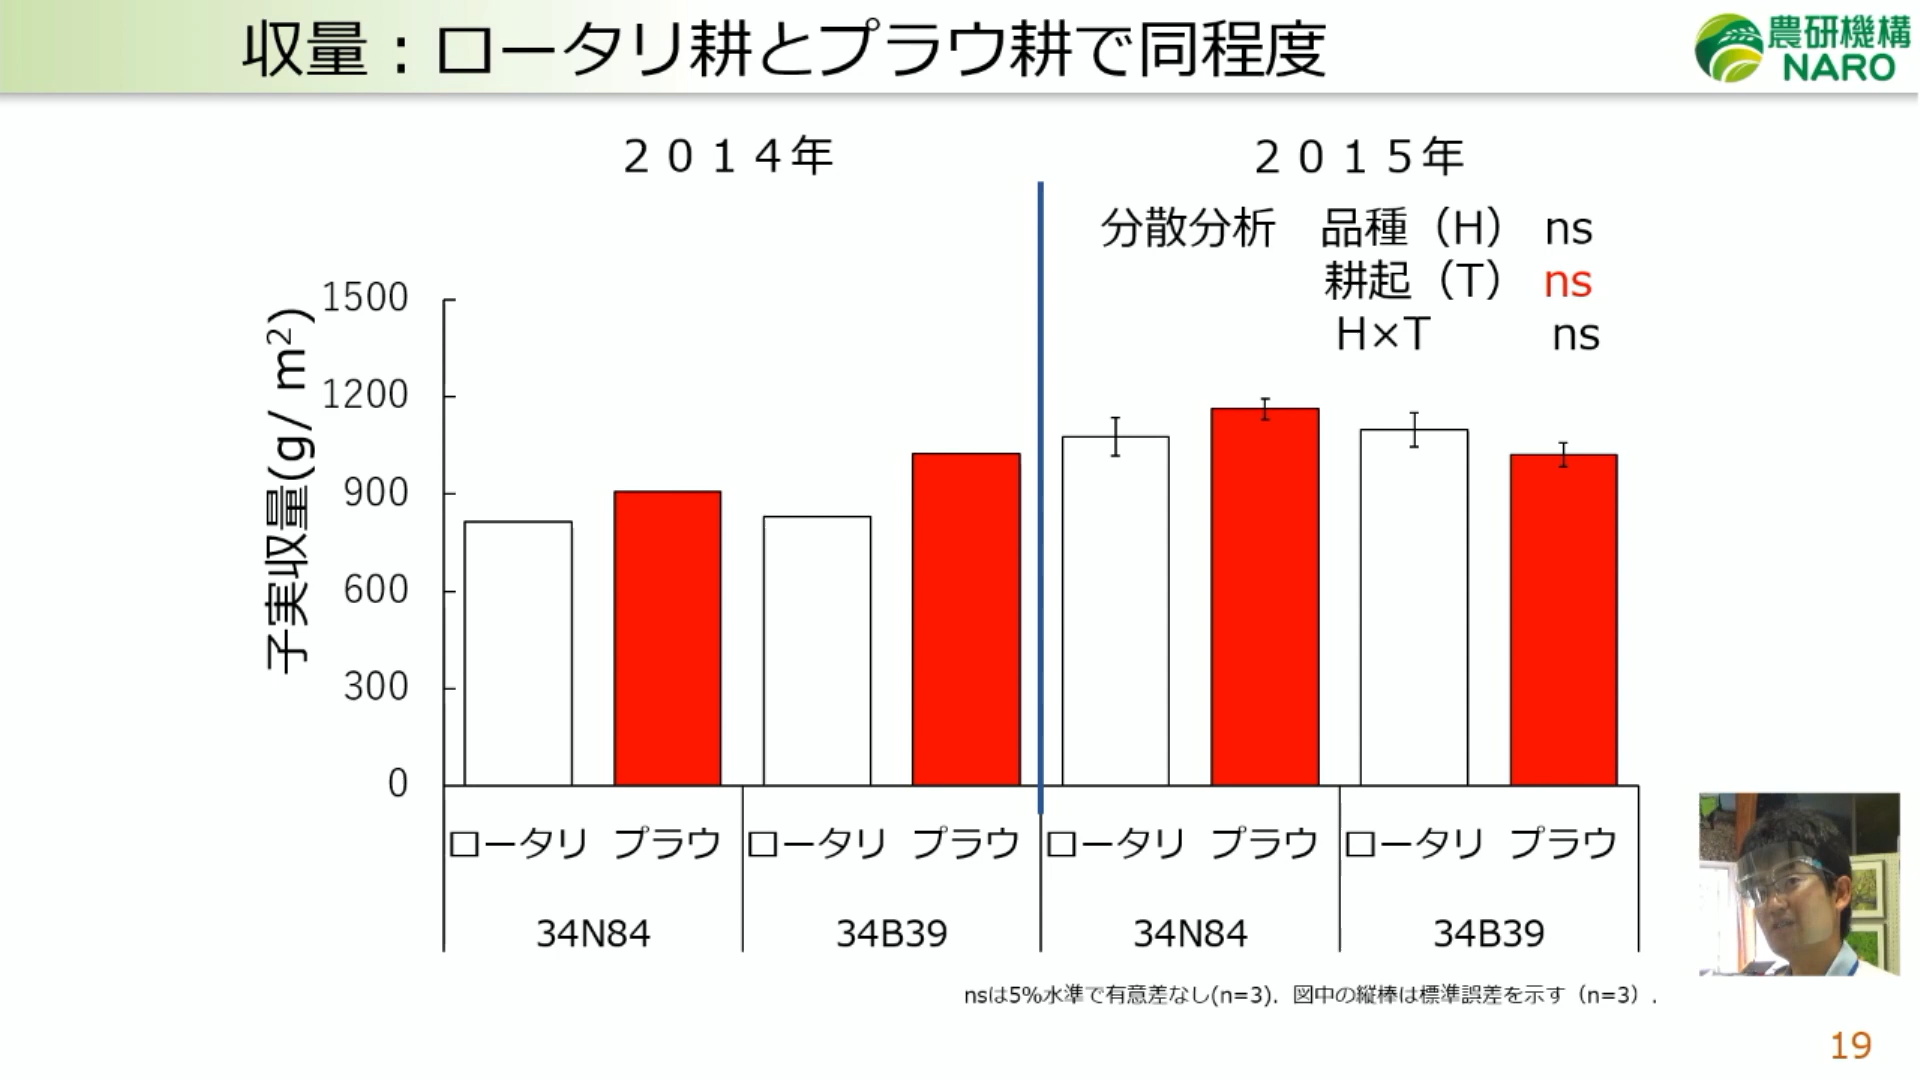 収量：ロータリ耕とプラウ耕で同程度
農研機構
NARO
２０１４年
２０１５年
分散分析 品種（H） ns
耕起（T） ns
H×T ns
子実収量(g/ m2)
1500
1200
900
600
300
0
ロータリ プラウ ロータリ プラウ ロータリ プラウ ロータリ プラウ
34N84 34B39 34N84 34B39
nsは5%水準で有意差なし(n=3)．図中の縦棒は標準誤差を示す（n=3）.
19